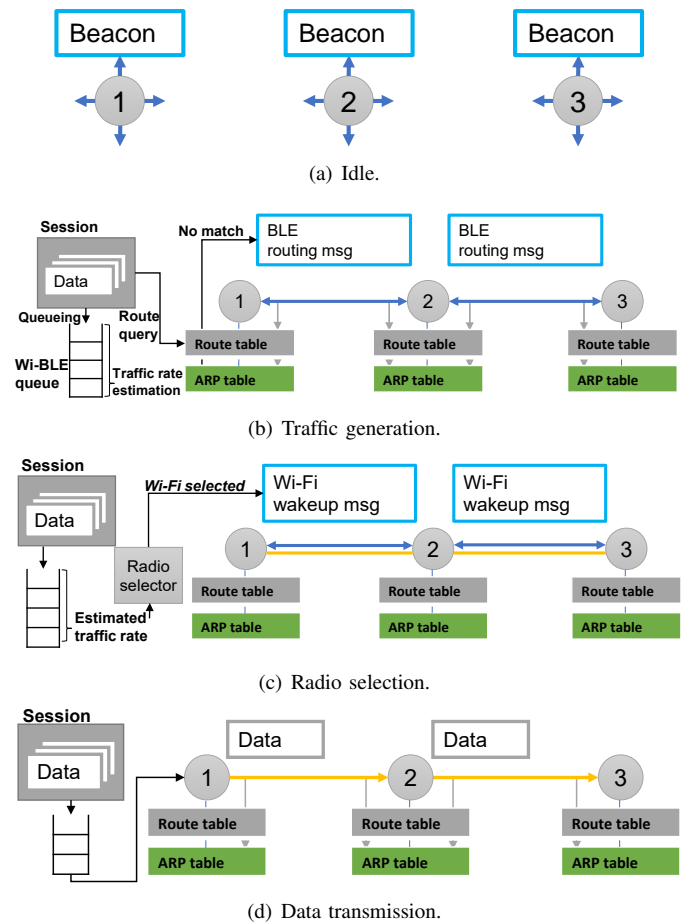 Beacon
Beacon
Beacon
1
2
3
(a) Idle.
Session
Data
No match
BLE
routing msg
BLE
routing msg
1
2
3
Queueing
Route
query
Route table
Route table
Route table
Wi-BLE
queue
Traffic rate
estimation
ARP table
ARP table
ARP table
(b) Traffic generation.
Session
Data
Wi-Fi selected
Wi-Fi
wakeup msg
Wi-Fi
wakeup msg
1
2
3
Radio
selector
Route table
Route table
Route table
Estimated
traffic rate
ARP table
ARP table
ARP table
(c) Radio selection.
Session
Data
Data
Data
1
2
3
Route table
Route table
Route table
ARP table
ARP table
ARP table
(d) Data transmission.